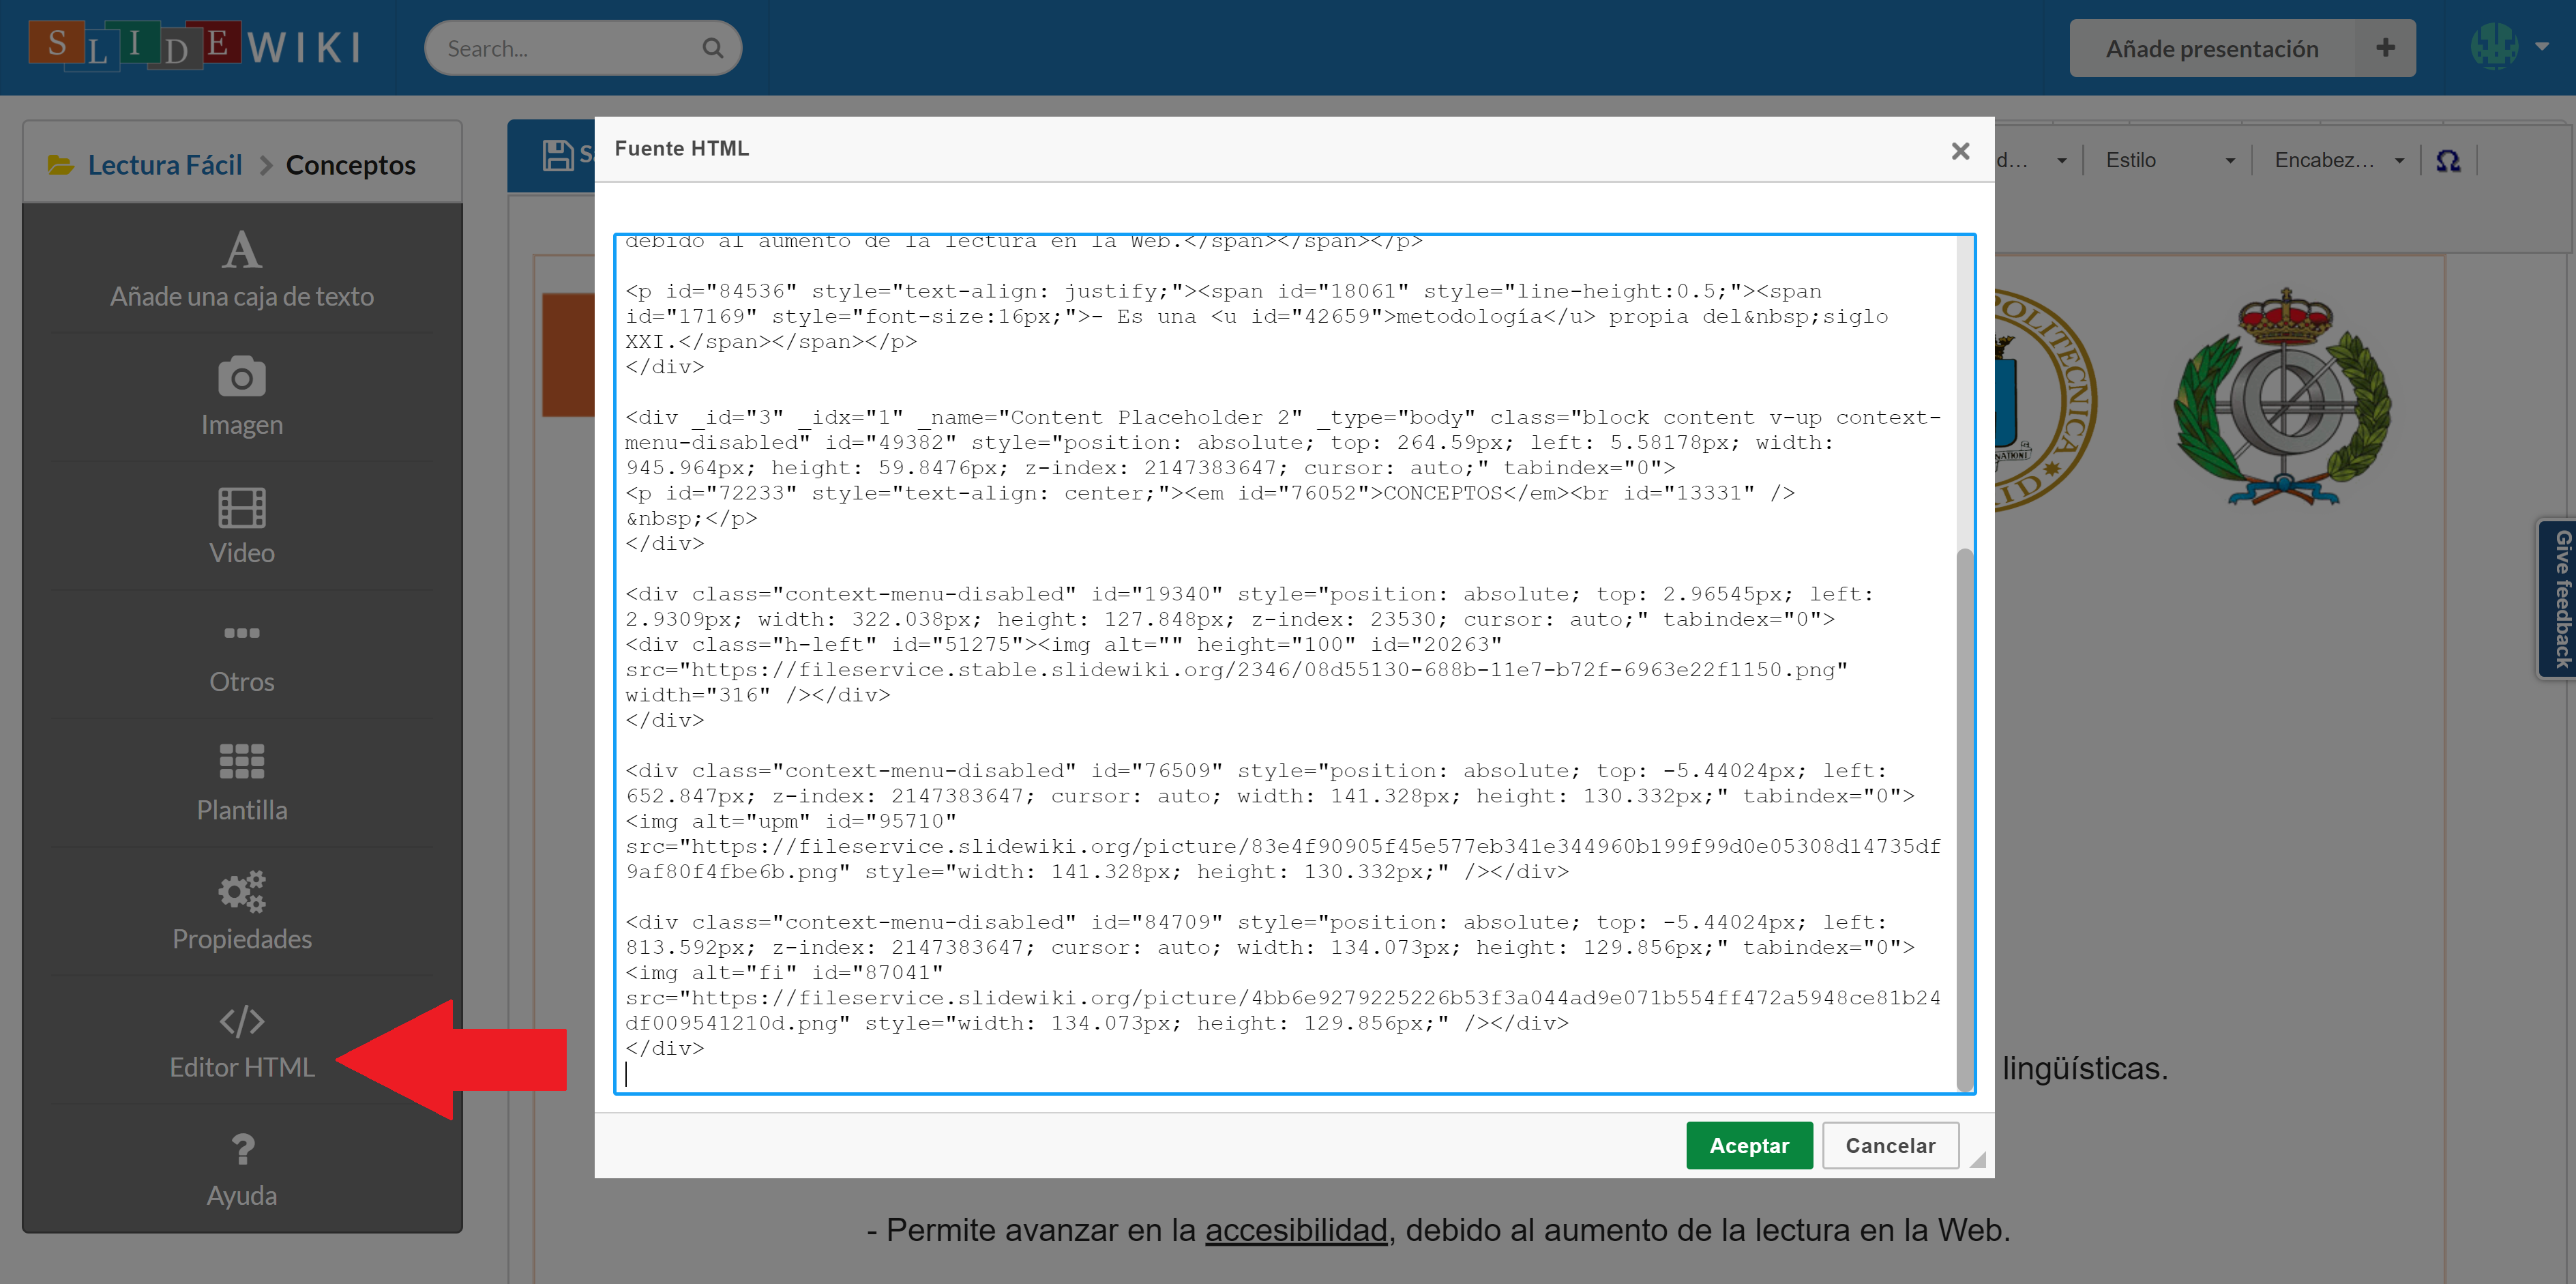 SLIDEWIKI
Search...
Añade presentación
Lectura Fácil > Conceptos
Añade una caja de texto
Imagen
Video
Otros
Plantilla
Propiedades
</>
Editor HTML
?
Ayuda
S
Fuente HTML
d...
Estilo
Encabez...
Ω
debido al aumento de la lectura en la Web.</span></span></p>
<p id="84536" style="text-align: justify;"><span id="18061" style="line-height:0.5;"><span
id="17169" style="font-size:16px;">- Es una <u id="42659">metodología</u> propia del&nbsp;siglo
XXI.</span></span></p>
</div>
<div _id="3" _idx="1" _name="Content Placeholder 2" _type="body" class="block content v-up context-
menu-disabled" id="49382" style="position: absolute; top: 264.59px; left: 5.58178px; width:
945.964px; height: 59.8476px; z-index: 2147383647; cursor: auto;" tabindex="0">
<p id="72233" style="text-align: center;"><em id="76052">CONCEPTOS</em><br id="13331" />
&nbsp;</p>
</div>
<div class="context-menu-disabled" id="19340" style="position: absolute; top: 2.96545px; left:
2.9309px; width: 322.038px; height: 127.848px; z-index: 23530; cursor: auto;" tabindex="0">
<div class="h-left" id="51275"><img alt="" height="100" id="20263"
src="https://fileservice.stable.slidewiki.org/2346/08d55130-688b-11e7-b72f-6963e22f1150.png"
width="316" /></div>
</div>
<div class="context-menu-disabled" id="76509" style="position: absolute; top: -5.44024px; left:
652.847px; z-index: 2147383647; cursor: auto; width: 141.328px; height: 130.332px;" tabindex="0">
<img alt="upm" id="95710"
src="https://fileservice.slidewiki.org/picture/83e4f90905f45e577eb341e344960b199f99d0e05308d14735df
9af80f4fbe6b.png" style="width: 141.328px; height: 130.332px;" /></div>
<div class="context-menu-disabled" id="84709" style="position: absolute; top: -5.44024px; left:
813.592px; z-index: 2147383647; cursor: auto; width: 134.073px; height: 129.856px;" tabindex="0">
<img alt="fi" id="87041"
src="https://fileservice.slidewiki.org/picture/4bb6e9279225226b53f3a044ad9e071b554ff472a5948ce81b24
df009541210d.png" style="width: 134.073px; height: 129.856px;" /></div>
</div>
Aceptar
Cancelar
POLITECNICA
Give feedback
lingüísticas.
- Permite avanzar en la accesibilidad, debido al aumento de la lectura en la Web.